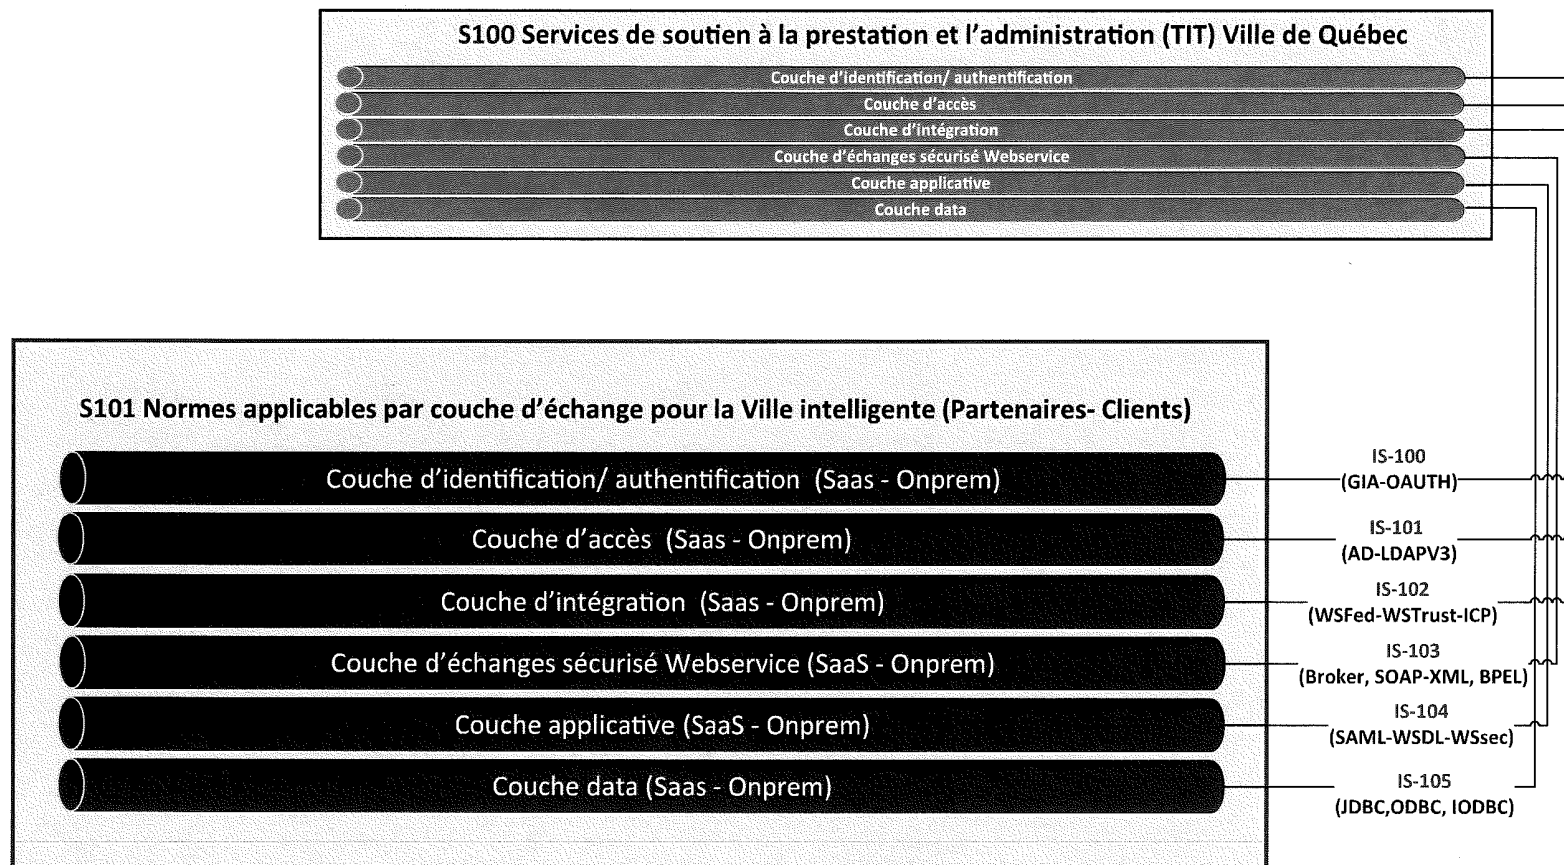 S100 Services de soutien à la prestation et l'administration (TIT) Ville de Québec
Couche d'identification/ authentification
Couche d'accès
Couche d'intégration
Couche d'échanges sécurisé Webservice
Couche applicative
Couche data
S101 Normes applicables par couche d'échange pour la Ville intelligente (Partenaires- Clients)
Couche d'identification/ authentification (Saas - Onprem)
IS-100
(GIA-OAUTH)
Couche d'accès (Saas - Onprem)
IS-101
(AD-LDAPV3)
Couche d'intégration (Saas - Onprem)
IS-102
(WSFed-WSTrust-ICP)
Couche d'échanges sécurisé Webservice (SaaS - Onprem)
IS-103
(Broker, SOAP-XML, BPEL)
Couche applicative (SaaS - Onprem)
IS-104
(SAML-WSDL-WSsec)
Couche data (Saas - Onprem)
IS-105
(JDBC,ODBC, IODBC)